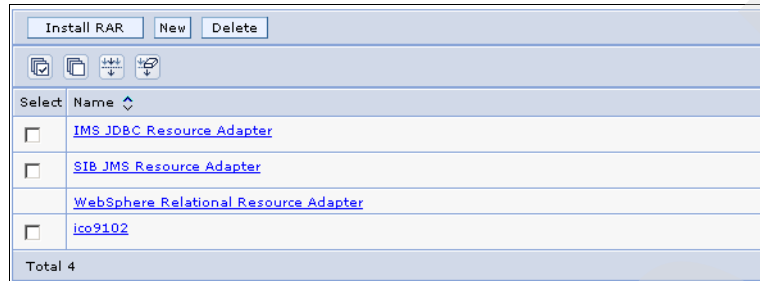 Install RAR New Delete
Select Name
IMS JDBC Resource Adapter
SIB JMS Resource Adapter
WebSphere Relational Resource Adapter
ico9102
Total 4